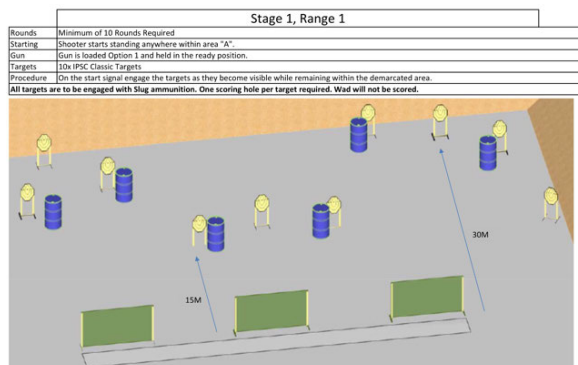 Stage 1, Range 1
Rounds Minimum of 10 Rounds Required
Starting Shooter starts standing anywhere within area "A".
Gun Gun is loaded Option 1 and held in the ready position.
Targets 10x IPSC Classic Targets
Procedure On the start signal engage the targets as they become visible while remaining within the demarcated area.
All targets are to be engaged with Slug ammunition. One scoring hole per target required. Wad will not be scored.
30M
15M